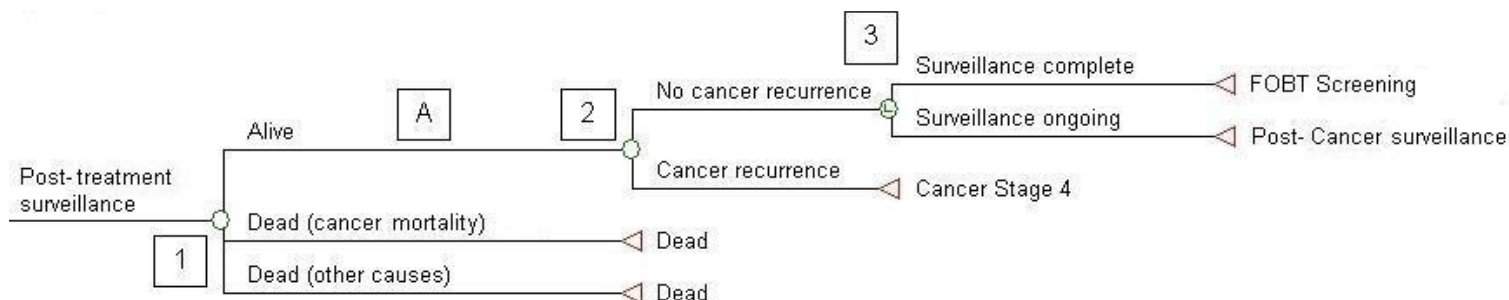 3
Surveillance complete
FOBT Screening
No cancer recurrence
A
2
Surveillance ongoing
Alive
Post-Cancer surveillance
Post-treatment
surveillance
Cancer recurrence
Cancer Stage 4
Dead (cancer mortality)
Dead
1
Dead (other causes)
Dead